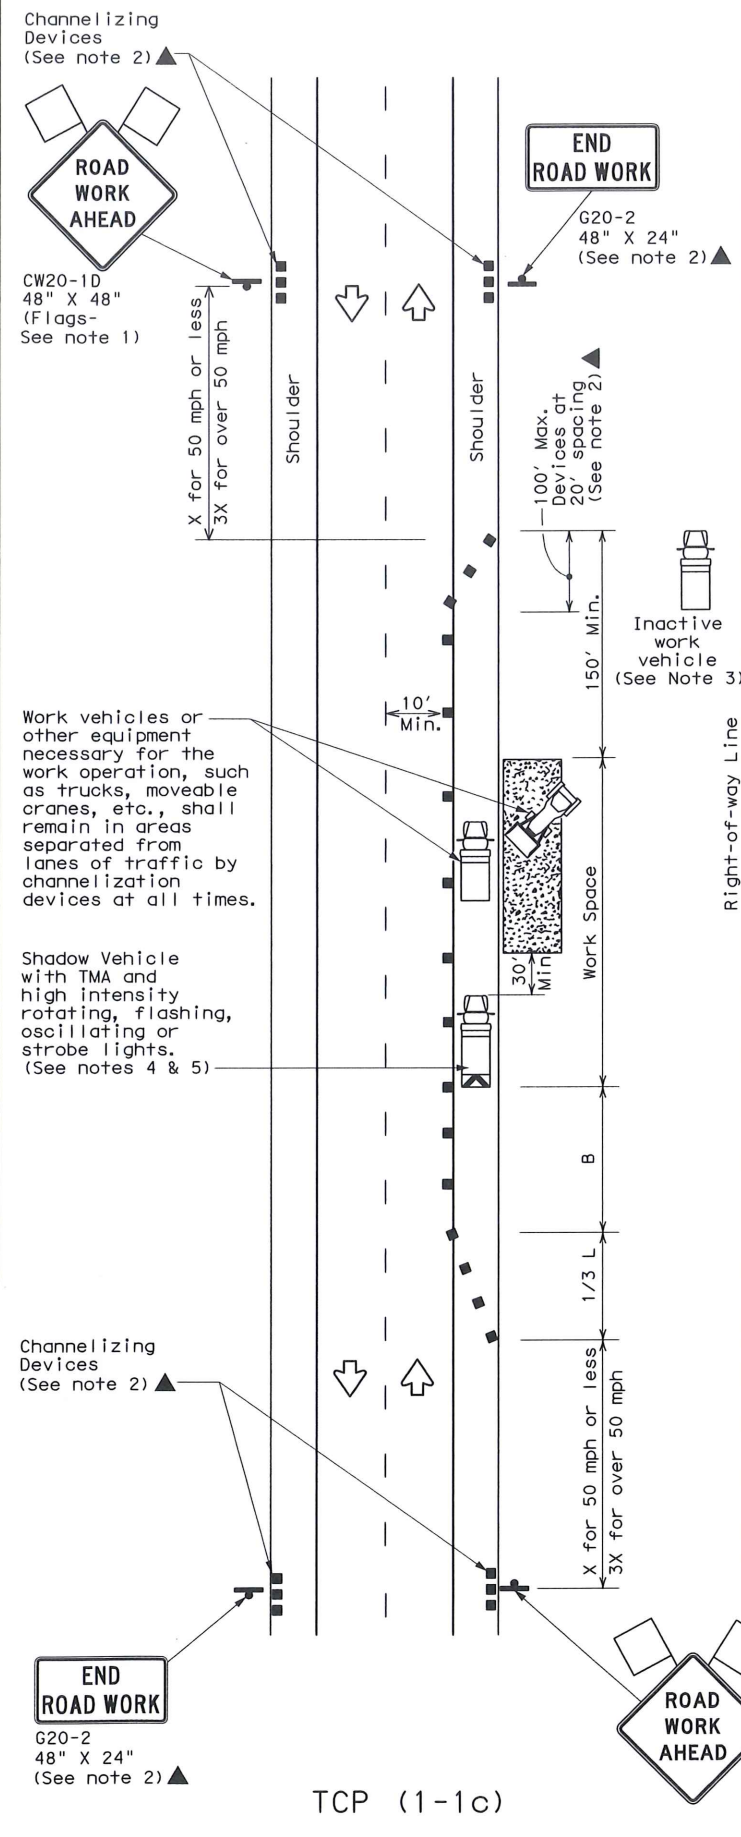 Channelizing
Devices
(See note 2)
ROAD
WORK
AHEAD
CW20-1D
48" X 48"
(Flags-
See note 1)
END
ROAD WORK
G20-2
48" X 24"
(See note 2)
X for 50 mph or less
3X for over 50 mph
Shoulder
Shoulder
100' Max.
Devices at
20' spacing
(See note 2)
150' Min.
Inactive
work
vehicle
(See Note 3)
10'
Min.
Work vehicles or
other equipment
necessary for the
work operation, such
as trucks, moveable
cranes, etc., shall
remain in areas
separated from
lanes of traffic by
channelization
devices at all times.
Right-of-way Line
Work Space
30'
Min
Shadow Vehicle
with TMA and
high intensity
rotating, flashing,
oscillating or
strobe lights.
(See notes 4 & 5)
B
1/3 L
Channelizing
Devices
(See note 2)
X for 50 mph or less
3X for over 50 mph
END
ROAD WORK
G20-2
48" X 24"
(See note 2)
ROAD
WORK
AHEAD
TCP (1-1c)